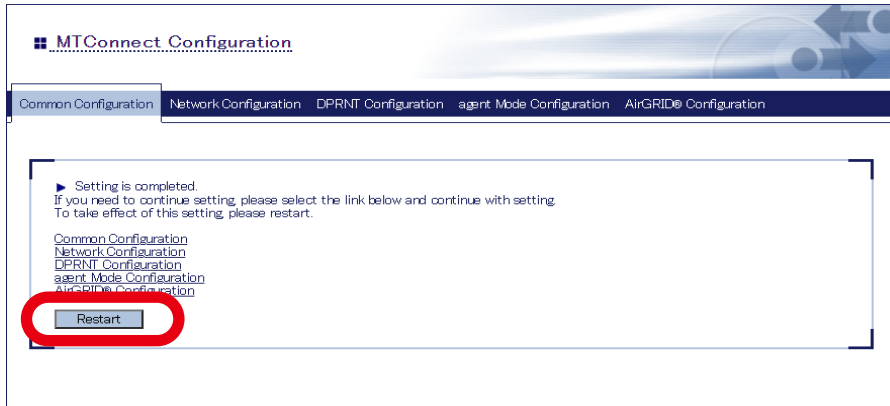 MTConnect Configuration
Common Configuration Network Configuration DPRNT Configuration agent Mode Configuration AirGRID® Configuration
Setting is completed.
If you need to continue setting, please select the link below and continue with setting.
To take effect of this setting, please restart.
Common Configuration
Network Configuration
DPRNT Configuration
agent Mode Configuration
AirGRID® Configuration
Restart